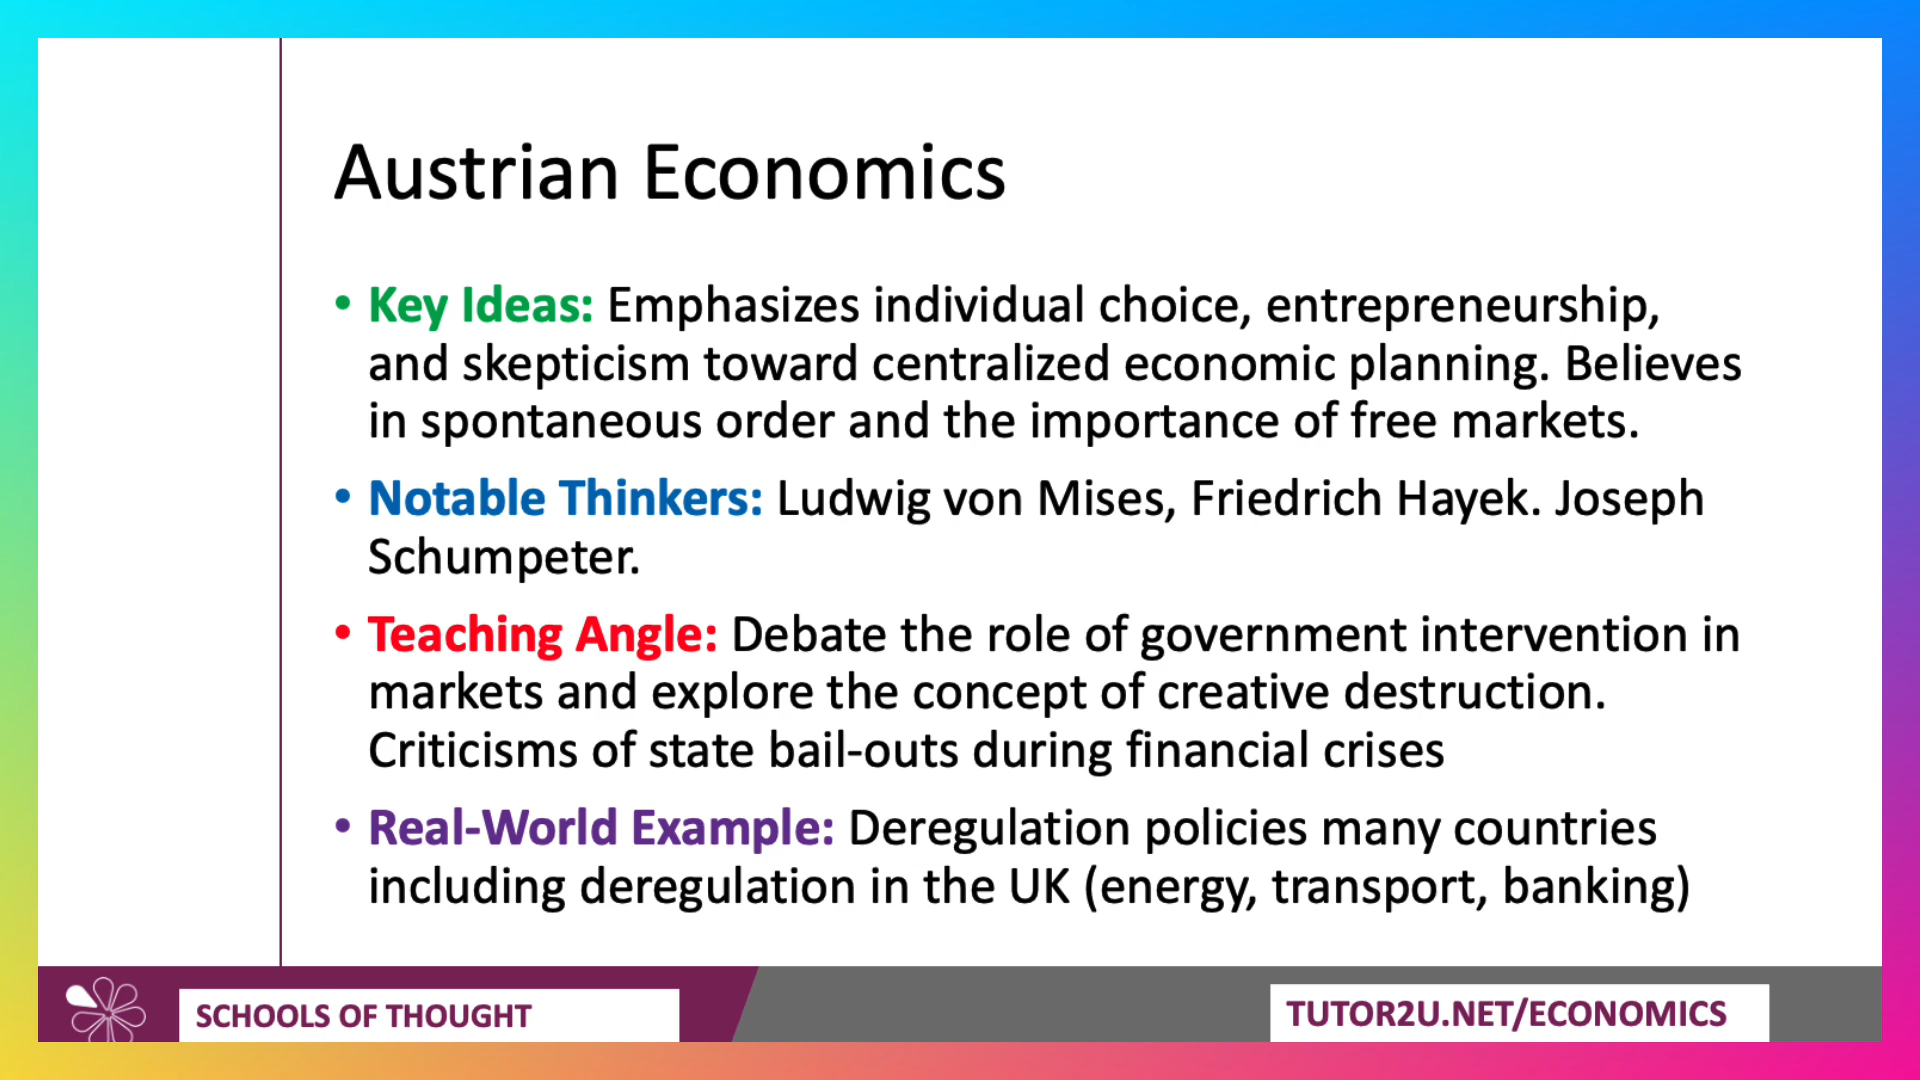 Austrian Economics
• Key Ideas: Emphasizes individual choice, entrepreneurship,
and skepticism toward centralized economic planning. Believes
in spontaneous order and the importance of free markets.
• Notable Thinkers: Ludwig von Mises, Friedrich Hayek. Joseph
Schumpeter.
• Teaching Angle: Debate the role of government intervention in
markets and explore the concept of creative destruction.
Criticisms of state bail-outs during financial crises
• Real-World Example: Deregulation policies many countries
including deregulation in the UK (energy, transport, banking)
SCHOOLS OF THOUGHT
TUTOR2U.NET/ECONOMICS